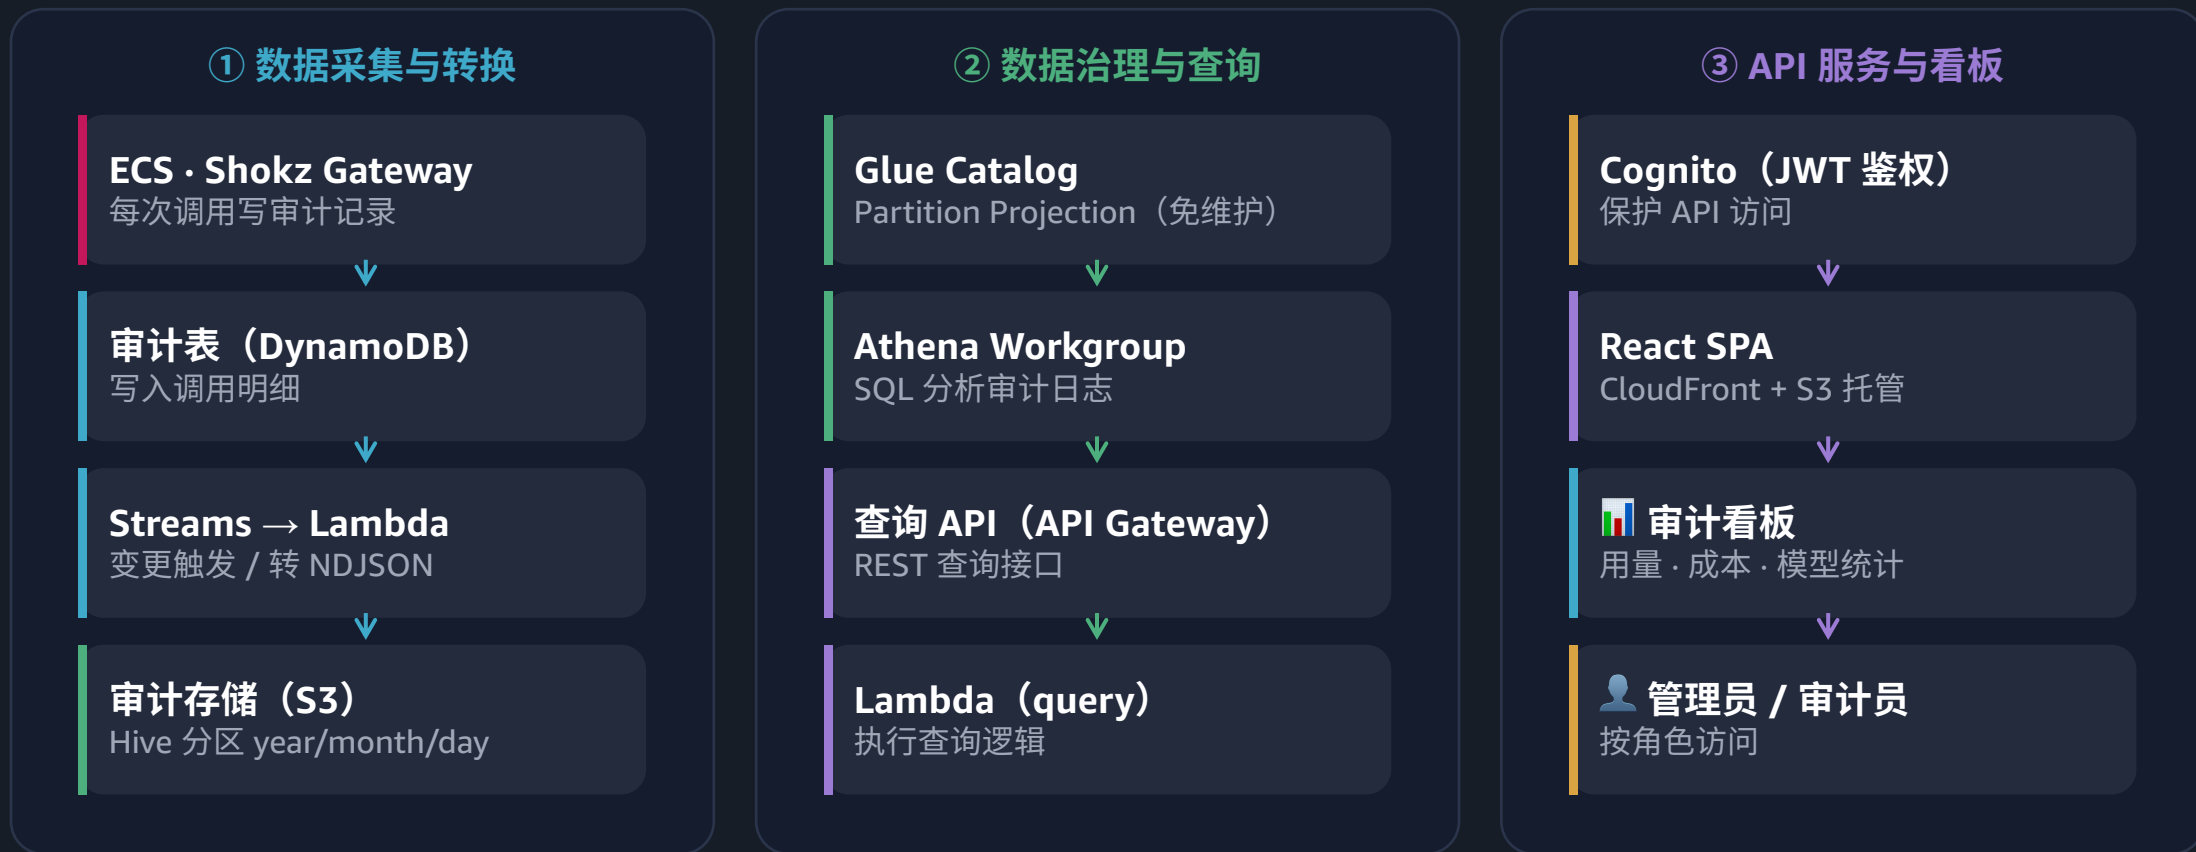 ① 数据采集与转换
ECS · Shokz Gateway
每次调用写审计记录
审计表（DynamoDB）
写入调用明细
Streams → Lambda
变更触发 / 转 NDJSON
审计存储（S3）
Hive 分区 year/month/day
② 数据治理与查询
Glue Catalog
Partition Projection（免维护）
Athena Workgroup
SQL 分析审计日志
查询 API（API Gateway）
REST 查询接口
Lambda（query）
执行查询逻辑
③ API 服务与看板
Cognito（JWT 鉴权）
保护 API 访问
React SPA
CloudFront + S3 托管
审计看板
用量 · 成本 · 模型统计
管理员 / 审计员
按角色访问